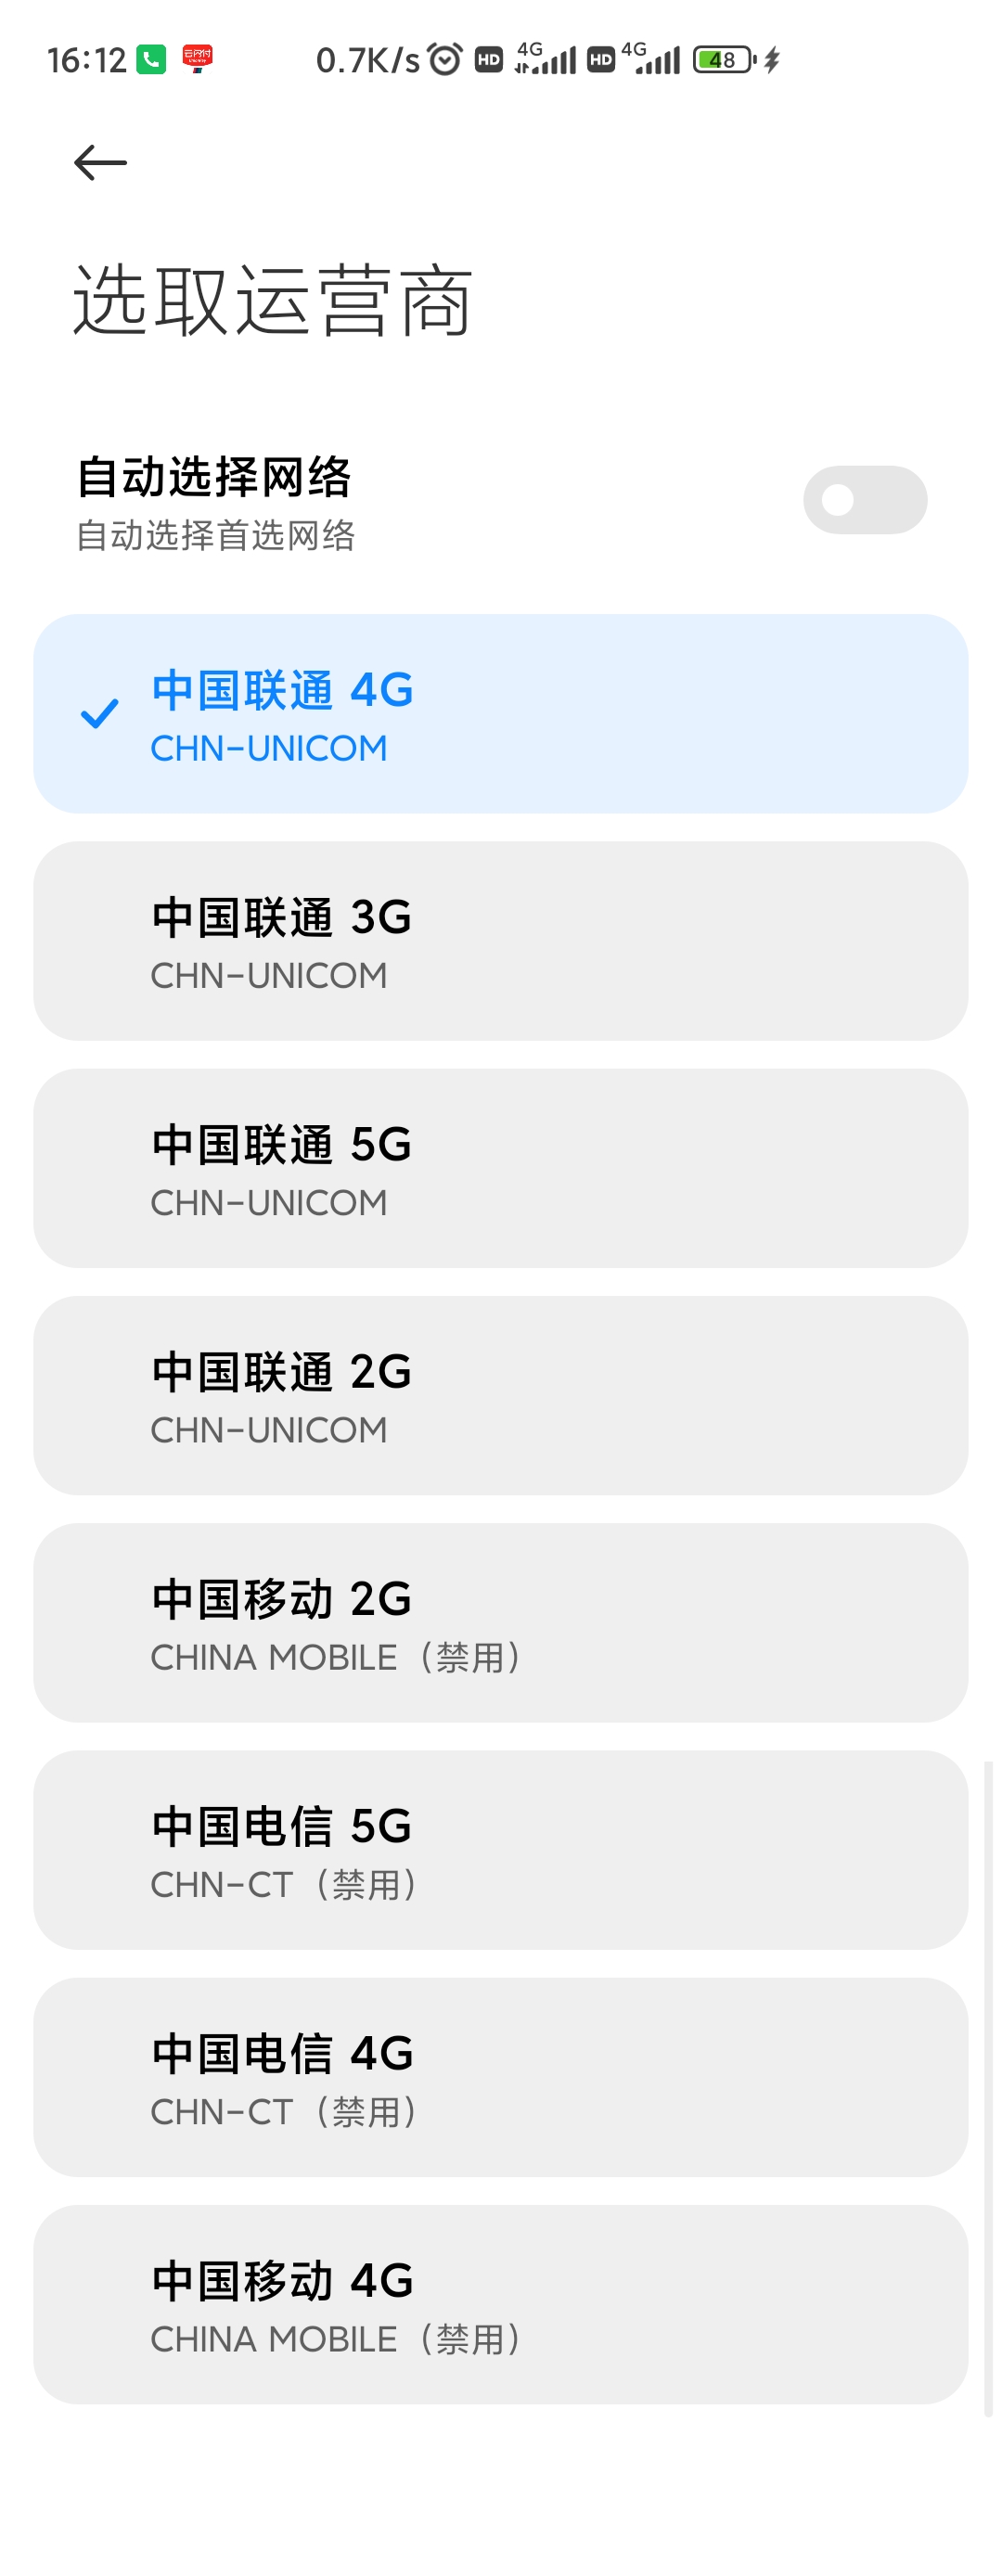 16:12 云闪付 0.7K/s HD 4G HD 4G 48
选取运营商
自动选择网络
自动选择首选网络
中国联通 4G
CHN-UNICOM
中国联通 3G
CHN-UNICOM
中国联通 5G
CHN-UNICOM
中国联通 2G
CHN-UNICOM
中国移动 2G
CHINA MOBILE（禁用）
中国电信 5G
CHN-CT（禁用）
中国电信 4G
CHN-CT（禁用）
中国移动 4G
CHINA MOBILE（禁用）